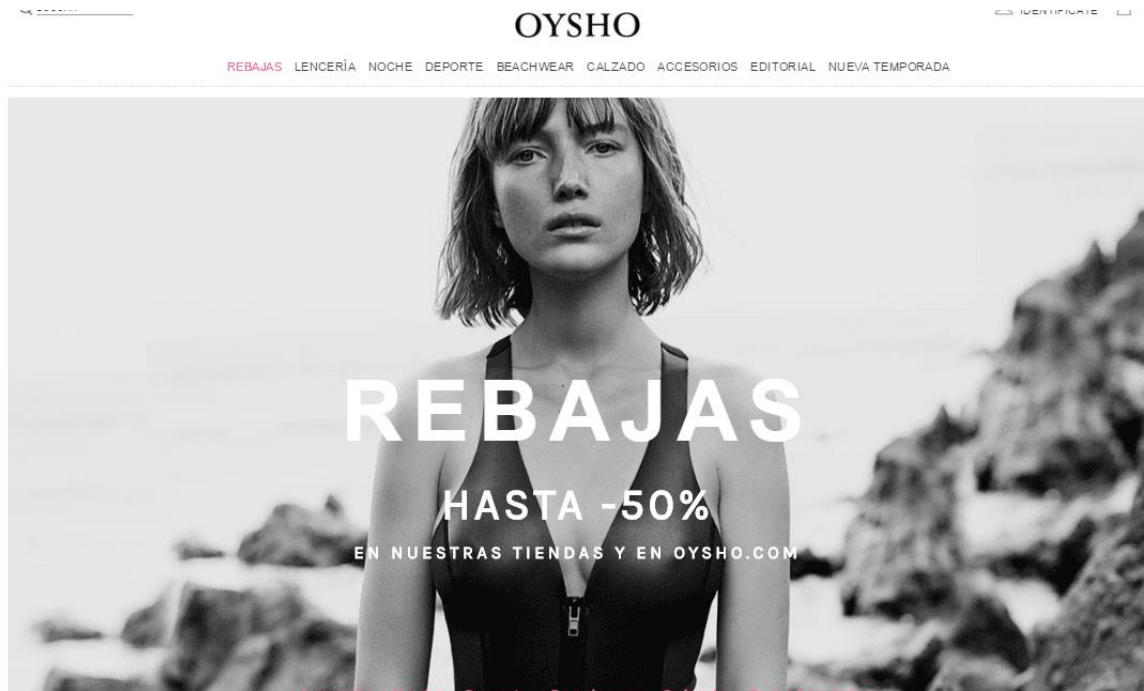 OYSHO
REBAJAS LENCERÌA NOCHE DEPORTE BEACHWEAR CALZADO ACCESORIOS EDITORIAL NUEVA TEMPORADA
REBAJAS
HASTA -50%
EN NUESTRAS TIENDAS Y EN OYSHO.COM